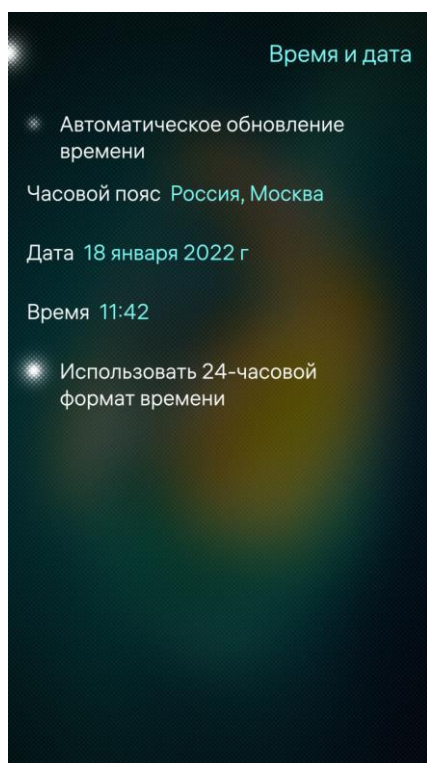 Время и дата
Автоматическое обновление
времени
Часовой пояс Россия, Москва
Дата 18 января 2022 г
Время 11:42
Использовать 24-часовой
формат времени